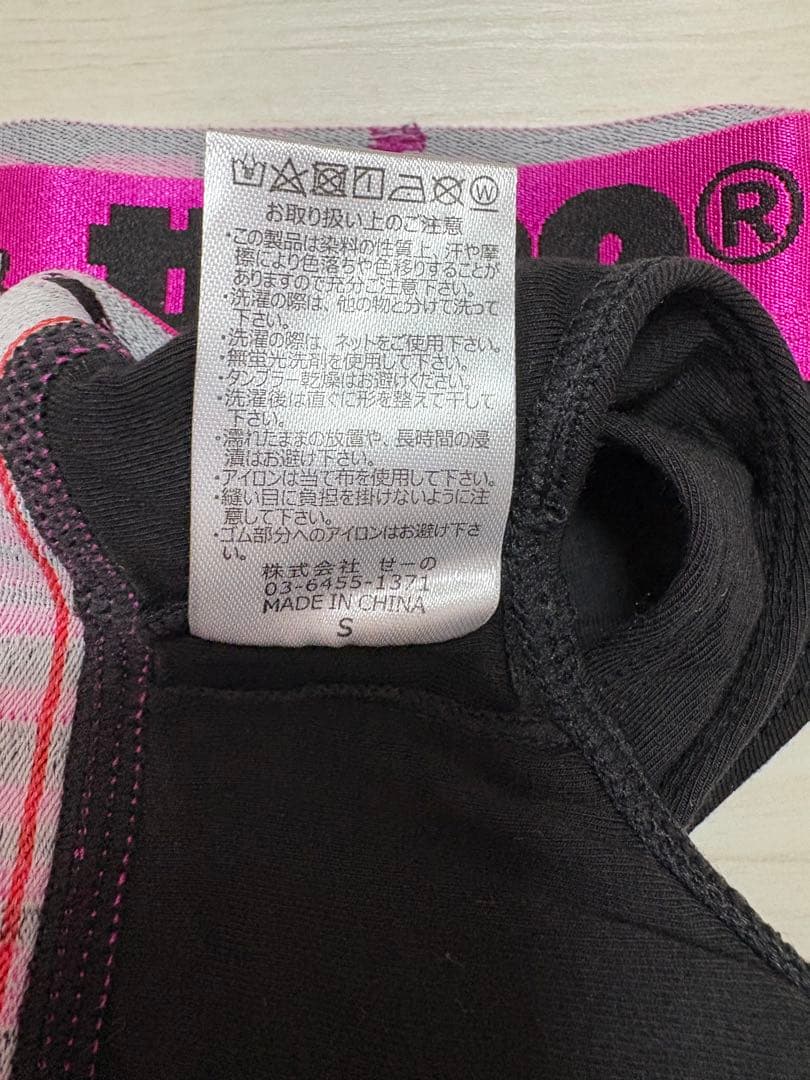 お取り扱い上のご注意
・この製品は染料の性質上、汗や摩
擦により色落ちや色移りすることが
ありますので充分ご注意下さい。
・洗濯の際は、他の物と分けて洗って
下さい。
・洗濯の際は、ネットをご使用下さい。
・無蛍光洗剤を使用して下さい。
・タンブラー乾燥はお避けください。
・洗濯後は直ぐに形を整えて干して
下さい。
・濡れたままの放置や、長時間の浸
漬はお避け下さい。
・アイロンは当て布を使用して下さい。
・縫い目に負担を掛けないように注
意して下さい。
・ゴム部分へのアイロンはお避け下さ
い。
株式会社 せーの
03-6455-1371
MADE IN CHINA
S
®